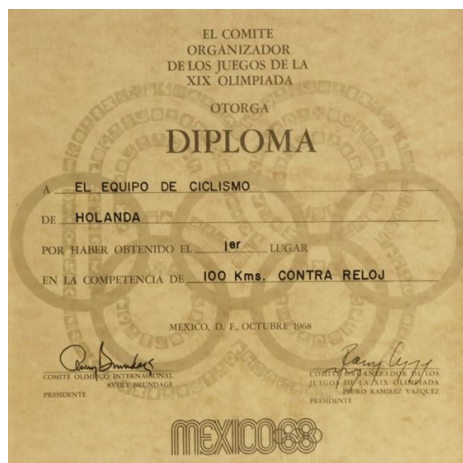 EL COMITE
ORGANIZADOR
DE LOS JUEGOS DE LA
XIX OLIMPIADA
OTORGA
DIPLOMA
A EL EQUIPO DE CICLISMO
DE HOLANDA
POR HABER OBTENIDO EL 1er LUGAR
EN LA COMPETENCIA DE 100 Kms. CONTRA RELOJ
MEXICO, D. F., OCTUBRE 1968
COMITE OLIMPICO INTERNACIONAL
AVERY BRUNDAGE
PRESIDENTE
COMITE ORGANIZADOR DE LOS
JUEGOS DE LA XIX OLIMPIADA
PEDRO RAMIREZ VAZQUEZ
PRESIDENTE
MEXICO68